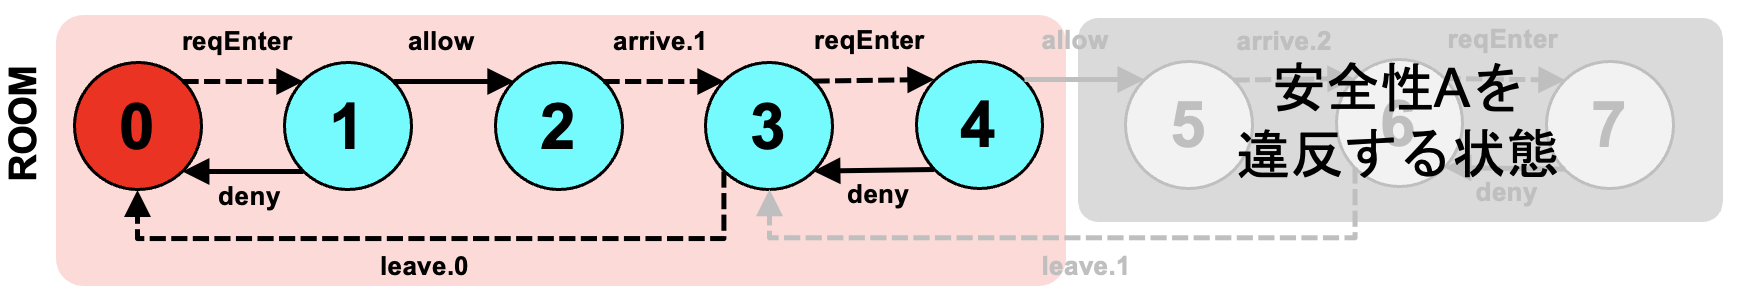 ROOM
reqEnter
allow
arrive.1
reqEnter
allow
arrive.2
reqEnter
0
1
2
3
4
5
6
7
安全性Aを
違反する状態
deny
deny
deny
leave.0
leave.1